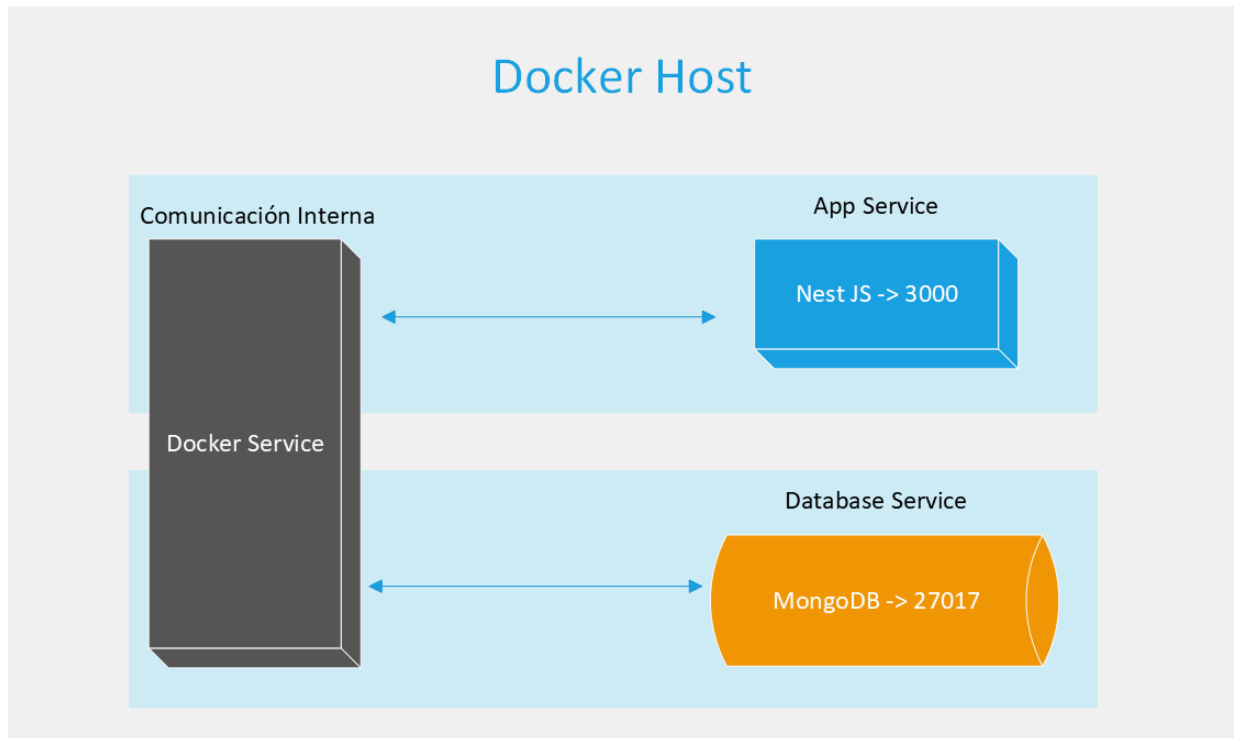 Docker Host
Comunicación Interna
App Service
Nest JS -> 3000
Docker Service
Database Service
MongoDB -> 27017